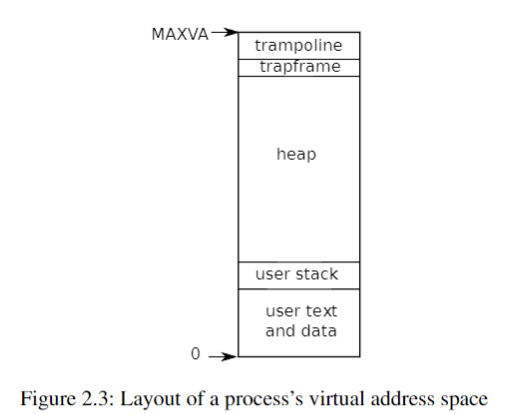 MAXVA
trampoline
trapframe
heap
user stack
user text
and data
0
Figure 2.3: Layout of a process’s virtual address space